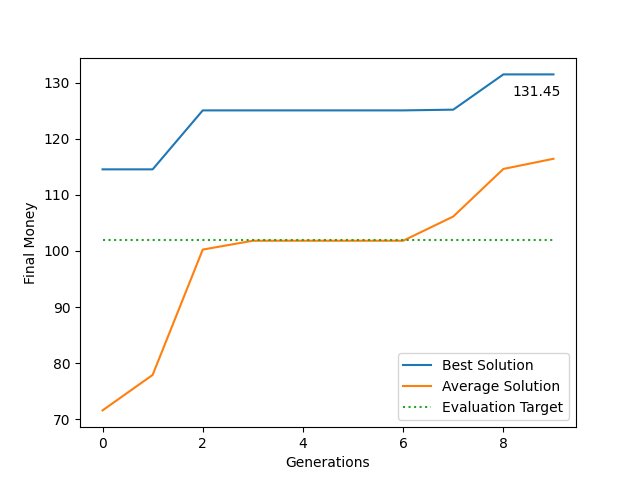 130
120
110
100
90
80
70
Final Money
131.45
Best Solution
Average Solution
Evaluation Target
0
2
4
6
8
Generations